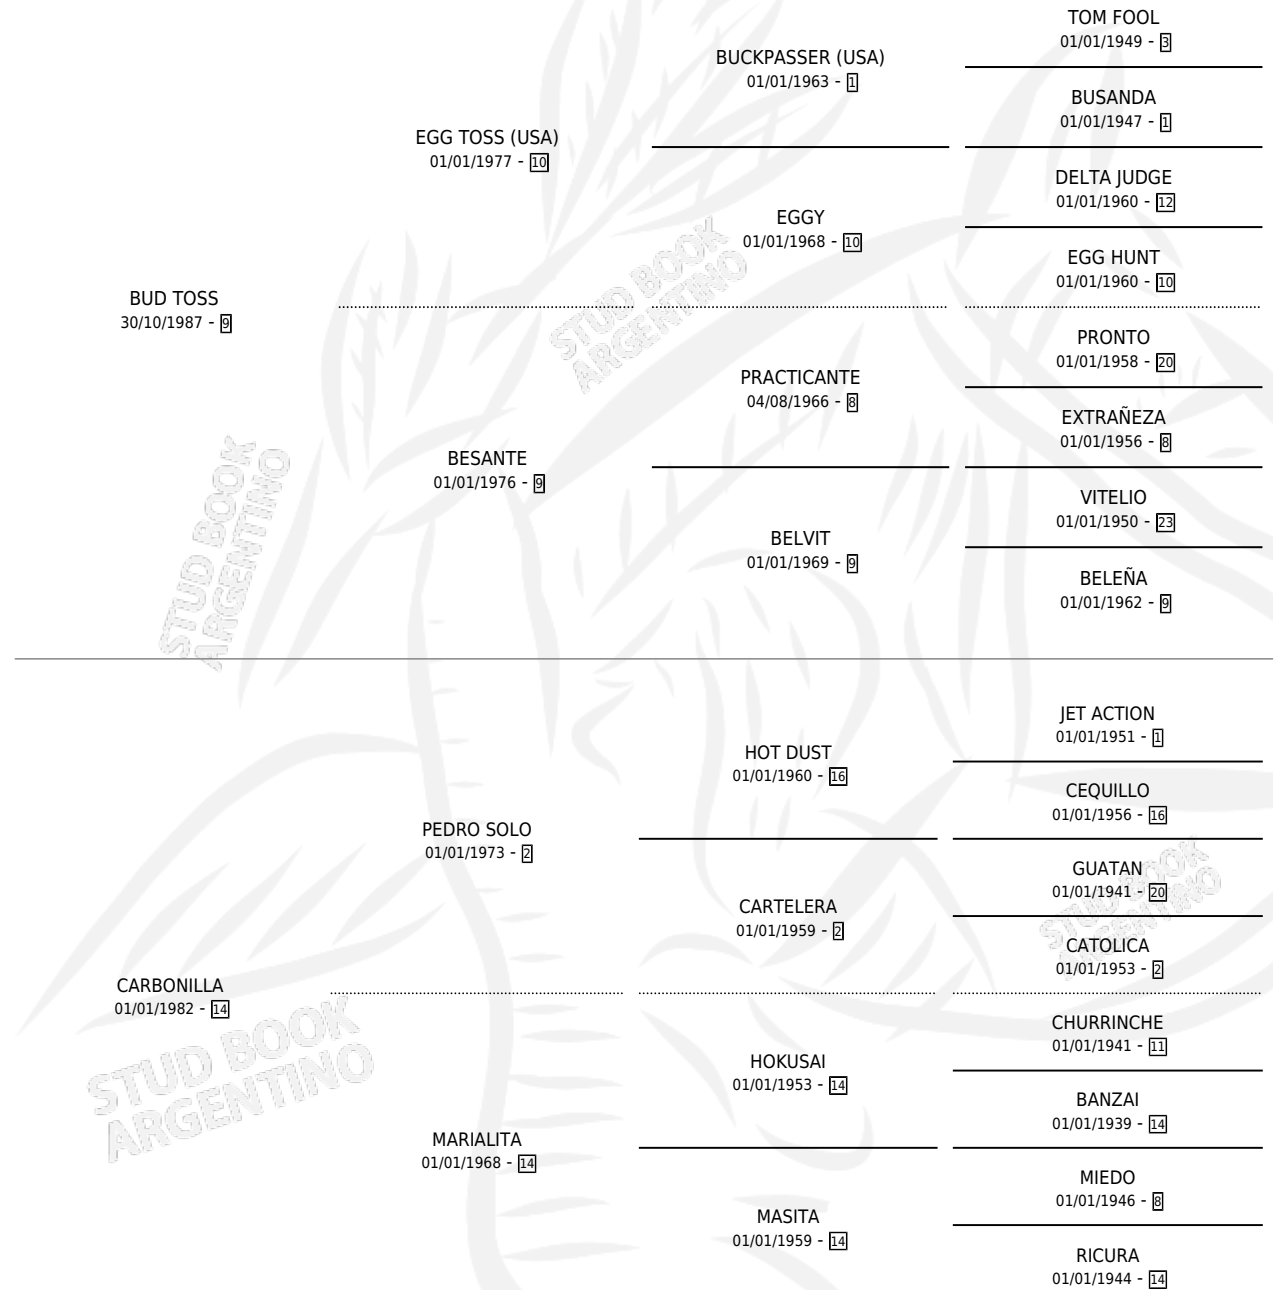 TOM FOOL
01/01/1949 - 3
BUCKPASSER (USA)
01/01/1963 - 1
BUSANDA
01/01/1947 - 1
EGG TOSS (USA)
01/01/1977 - 10
DELTA JUDGE
01/01/1960 - 12
EGGY
01/01/1968 - 10
EGG HUNT
01/01/1960 - 10
BUD TOSS
30/10/1987 - 9
PRONTO
01/01/1958 - 20
PRACTICANTE
04/08/1966 - 8
EXTRAÑEZA
01/01/1956 - 8
BESANTE
01/01/1976 - 9
VITELIO
01/01/1950 - 23
BELVIT
01/01/1969 - 9
BELEÑA
01/01/1962 - 9
JET ACTION
01/01/1951 - 1
HOT DUST
01/01/1960 - 16
CEQUILLO
01/01/1956 - 16
PEDRO SOLO
01/01/1973 - 2
GUATAN
01/01/1941 - 20
CARTELERA
01/01/1959 - 2
CATOLICA
01/01/1953 - 2
CARBONILLA
01/01/1982 - 14
CHURRINCHE
01/01/1941 - 11
HOKUSAI
01/01/1953 - 14
BANZAI
01/01/1939 - 14
MARIALITA
01/01/1968 - 14
MIEDO
01/01/1946 - 8
MASITA
01/01/1959 - 14
RICURA
01/01/1944 - 14
STUD BOOK
ARGENTINO
STUD BOOK
ARGENTINO
STUD BOOK
ARGENTINO
STUD BOOK
ARGENTINO